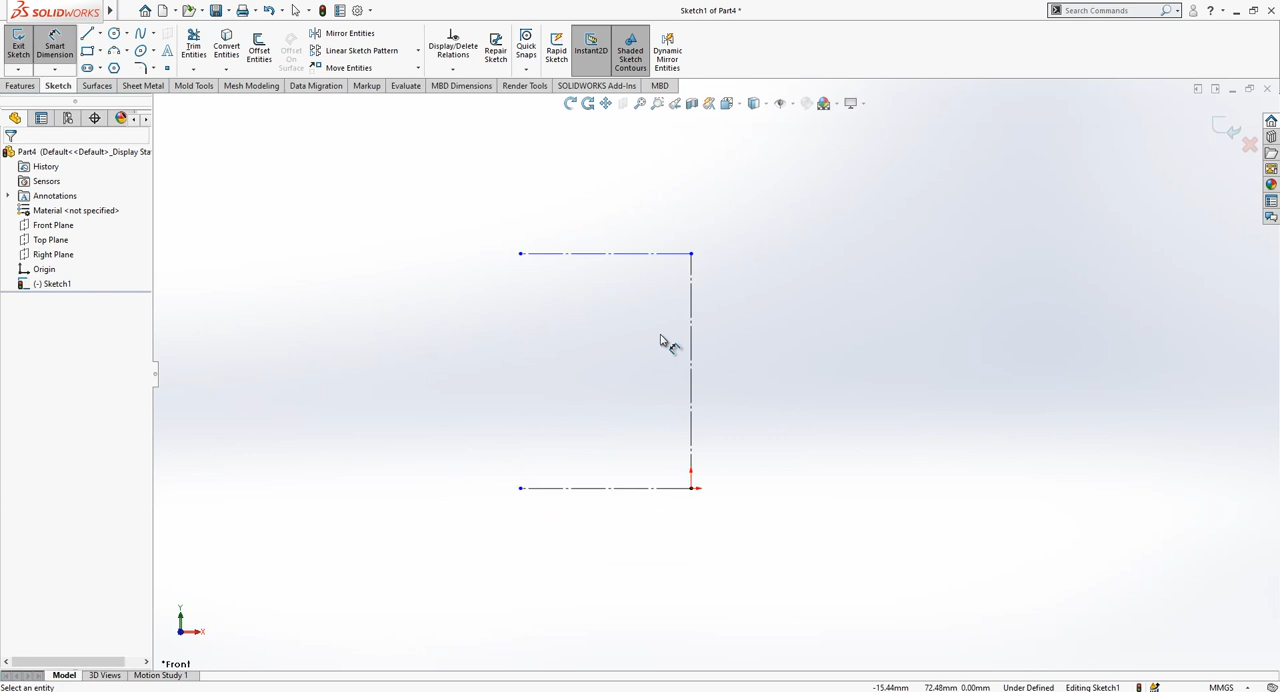 SOLIDWORKS
Sketch1 of Part4 *
Search Commands
Exit Sketch
Smart Dimension
Trim Entities
Convert Entities
Offset Entities
Offset On Surface
Mirror Entities
Linear Sketch Pattern
Move Entities
Display/Delete Relations
Repair Sketch
Quick Snaps
Rapid Sketch
Instant2D
Shaded Sketch Contours
Dynamic Mirror Entities
Features
Sketch
Surfaces
Sheet Metal
Mold Tools
Mesh Modeling
Data Migration
Markup
Evaluate
MBD Dimensions
Render Tools
SOLIDWORKS Add-Ins
MBD
Part4 (Default<<Default>_Display Sta
History
Sensors
Annotations
Material <not specified>
Front Plane
Top Plane
Right Plane
Origin
(-) Sketch1
Y
X
*Front
Model
3D Views
Motion Study 1
Select an entity
-15.44mm
72.48mm 0.00mm
Under Defined
Editing Sketch1
MMGS